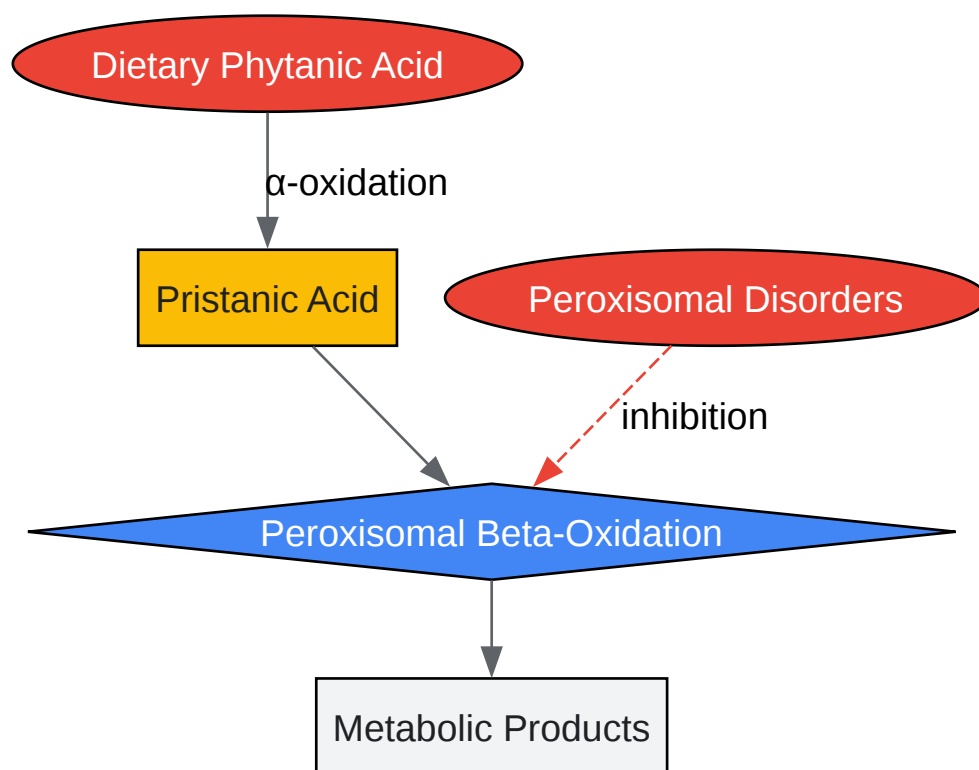 Dietary Phytanic Acid
α-oxidation
Pristanic Acid
Peroxisomal Disorders
inhibition
Peroxisomal Beta-Oxidation
Metabolic Products